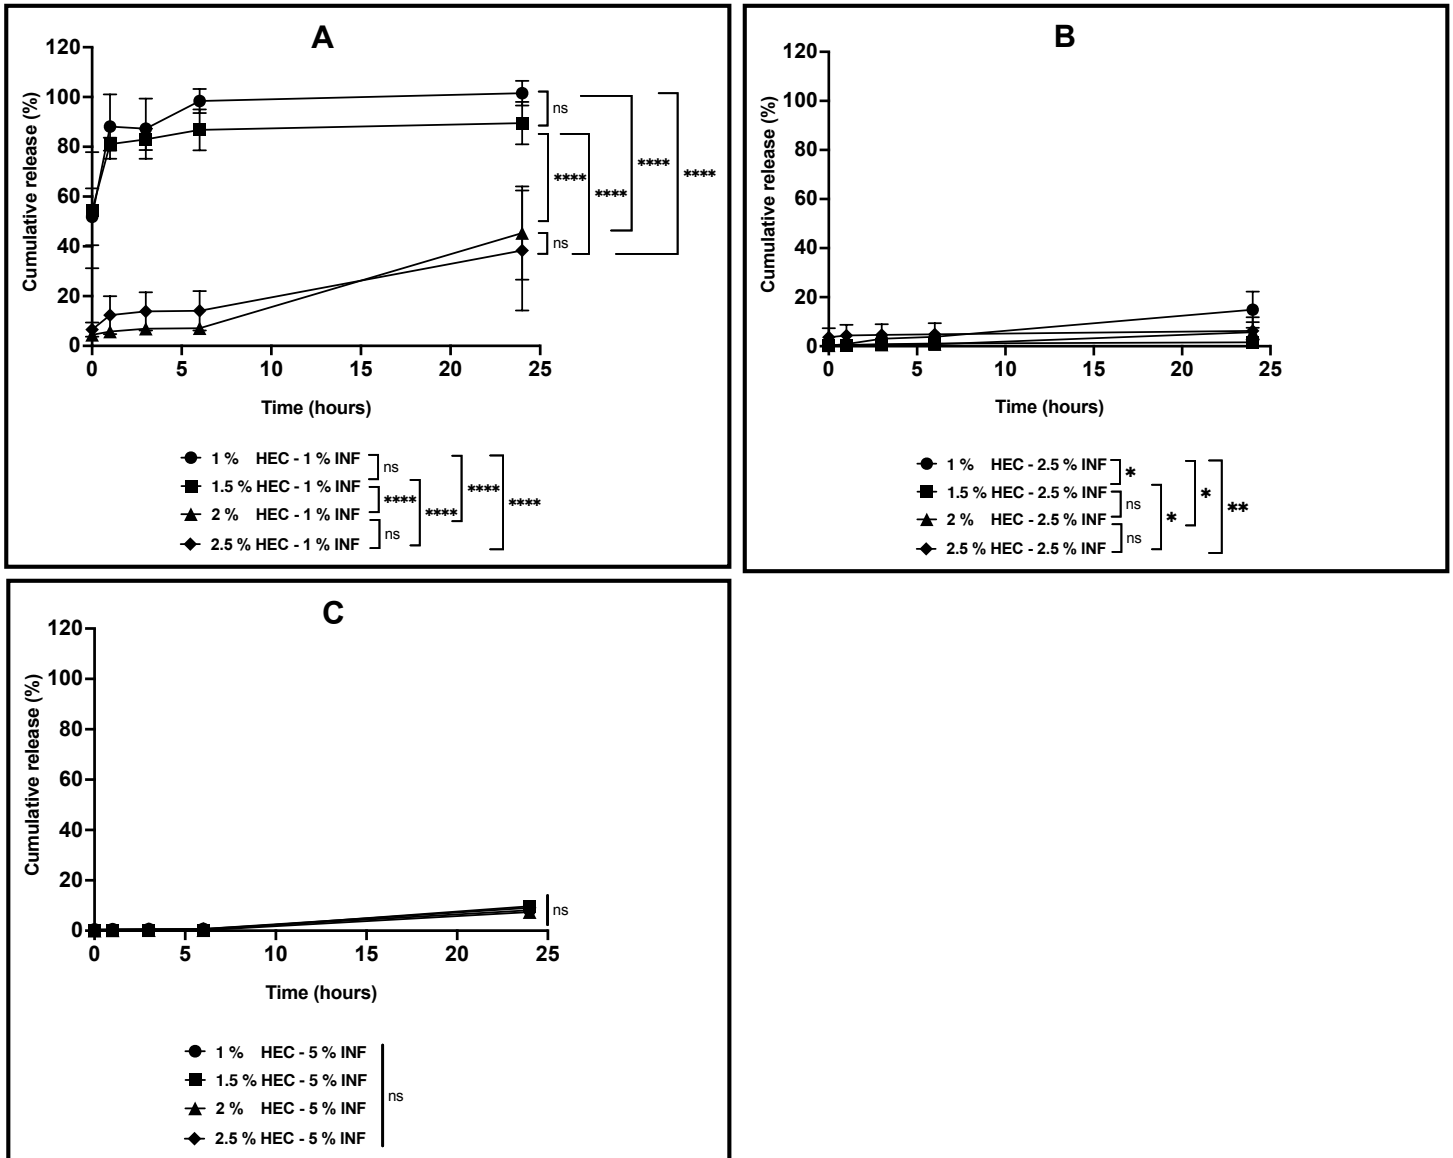 A
120
100
80
60
40
20
0
0 5 10 15 20 25
Cumulative release (%)
Time (hours)
ns
****
****
****
****
ns
1 % HEC - 1 % INF
1.5 % HEC - 1 % INF
2 % HEC - 1 % INF
2.5 % HEC - 1 % INF
ns
****
ns
****
****
****
B
120
100
80
60
40
20
0
0 5 10 15 20 25
Cumulative release (%)
Time (hours)
1 % HEC - 2.5 % INF
1.5 % HEC - 2.5 % INF
2 % HEC - 2.5 % INF
2.5 % HEC - 2.5 % INF
*
ns
ns
*
*
**
C
120
100
80
60
40
20
0
0 5 10 15 20 25
Cumulative release (%)
Time (hours)
ns
1 % HEC - 5 % INF
1.5 % HEC - 5 % INF
2 % HEC - 5 % INF
2.5 % HEC - 5 % INF
ns